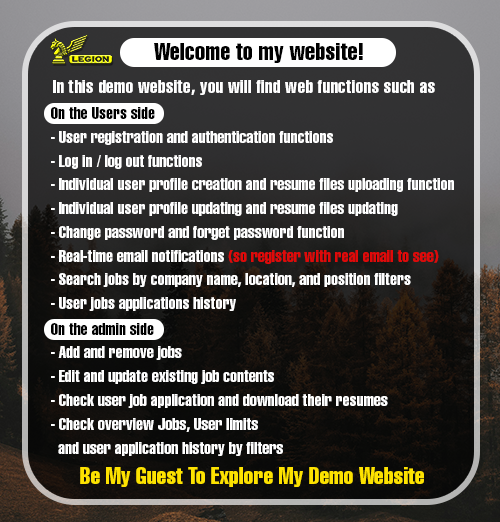 LEGION
Welcome to my website!
In this demo website, you will find web functions such as
On the Users side
- User registration and authentication functions
- Log in / log out functions
- Individual user profile creation and resume files uploading function
- Individual user profile updating and resume files updating
- Change password and forget password function
- Real-time email notifications (so register with real email to see)
- Search jobs by company name, location, and position filters
- User jobs applications history
On the admin side
- Add and remove jobs
- Edit and update existing job contents
- Check user job application and download their resumes
- Check overview Jobs, User limits
and user application history by filters
Be My Guest To Explore My Demo Website